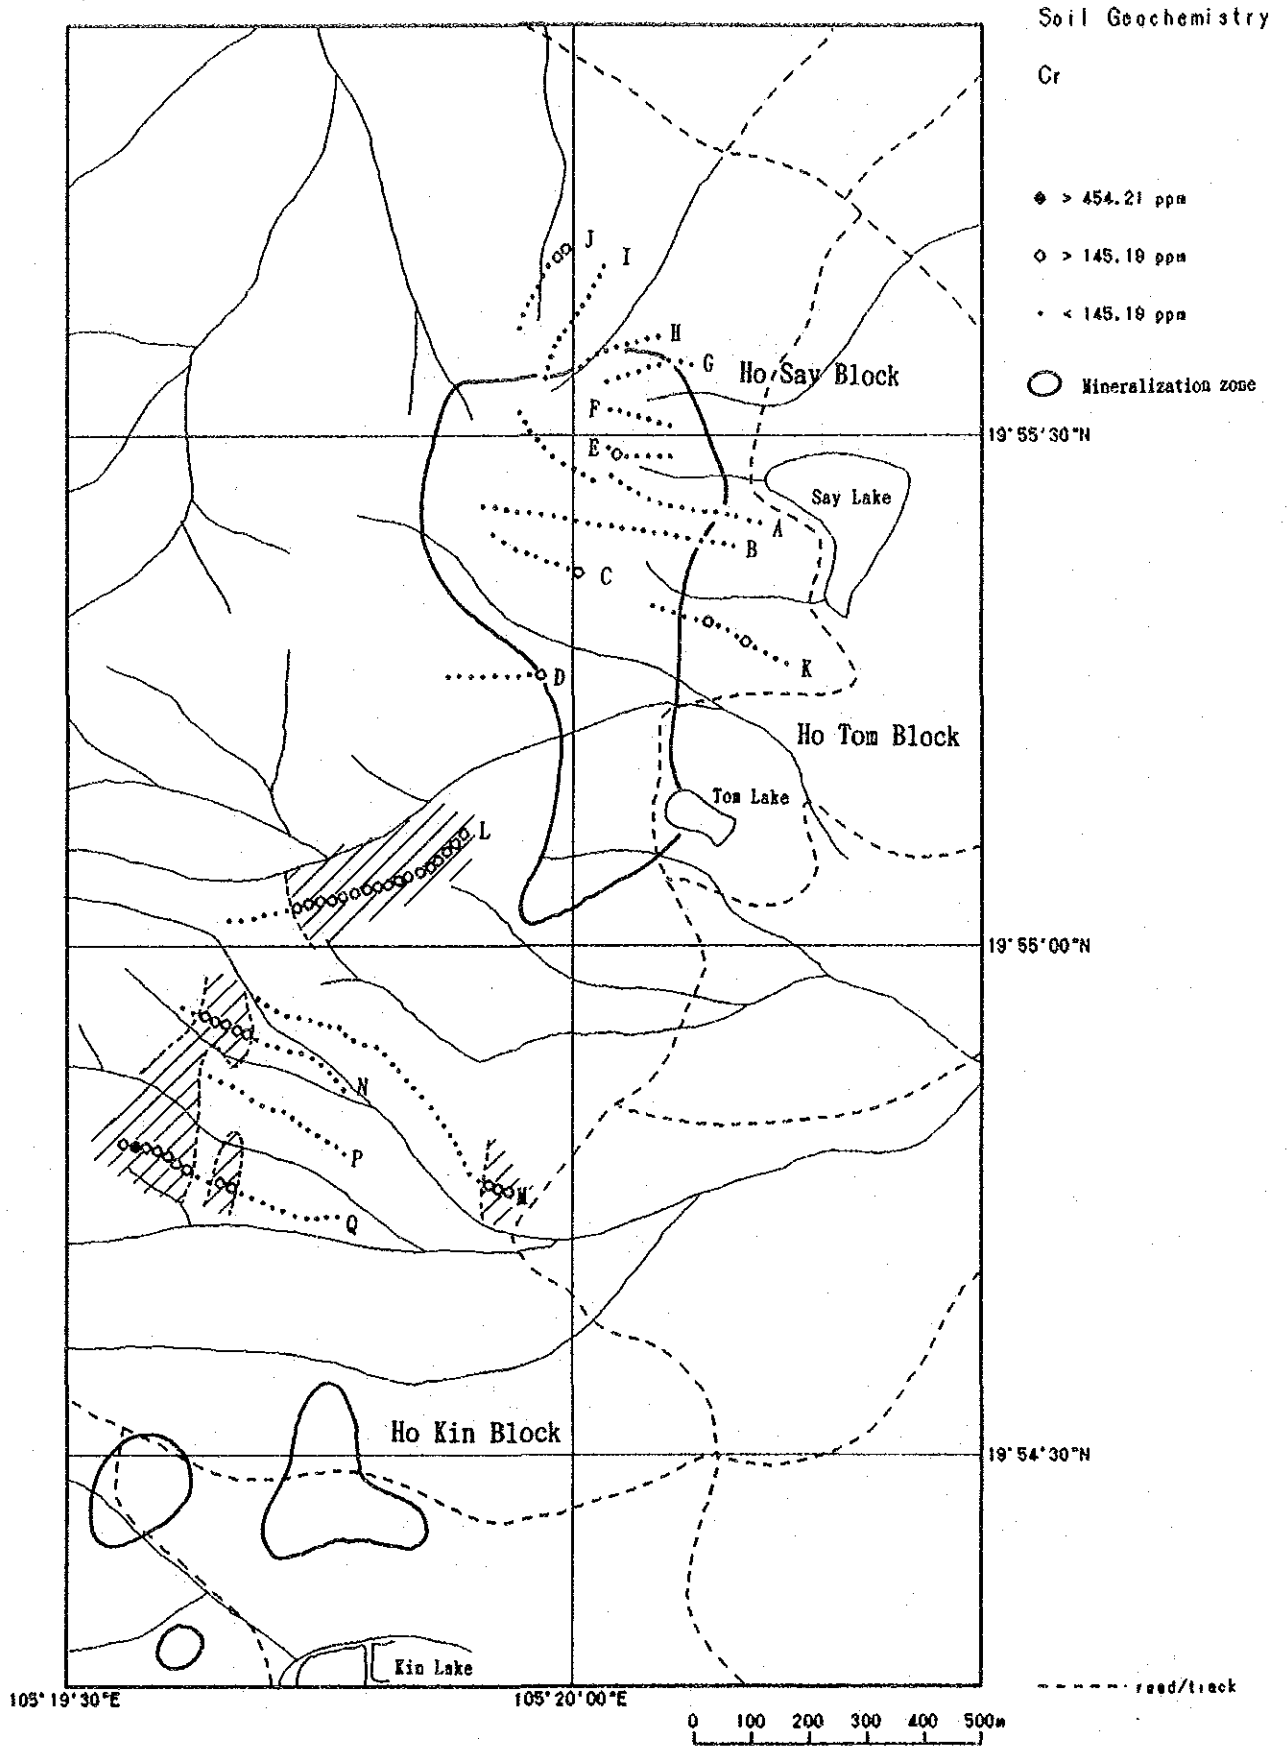 Soil Geochemistry
Cr
> 454.21 ppm
> 145.19 ppm
< 145.19 ppm
Mineralization zone
J
I
H
G
Ho Say Block
F
19°55'30"N
E
Say Lake
A
B
C
K
D
Ho Tom Block
Tom Lake
L
19°55'00"N
N
P
M
Q
Ho Kin Block
19°54'30"N
Kin Lake
105°19'30"E
105°20'00"E
road/track
0 100 200 300 400 500m